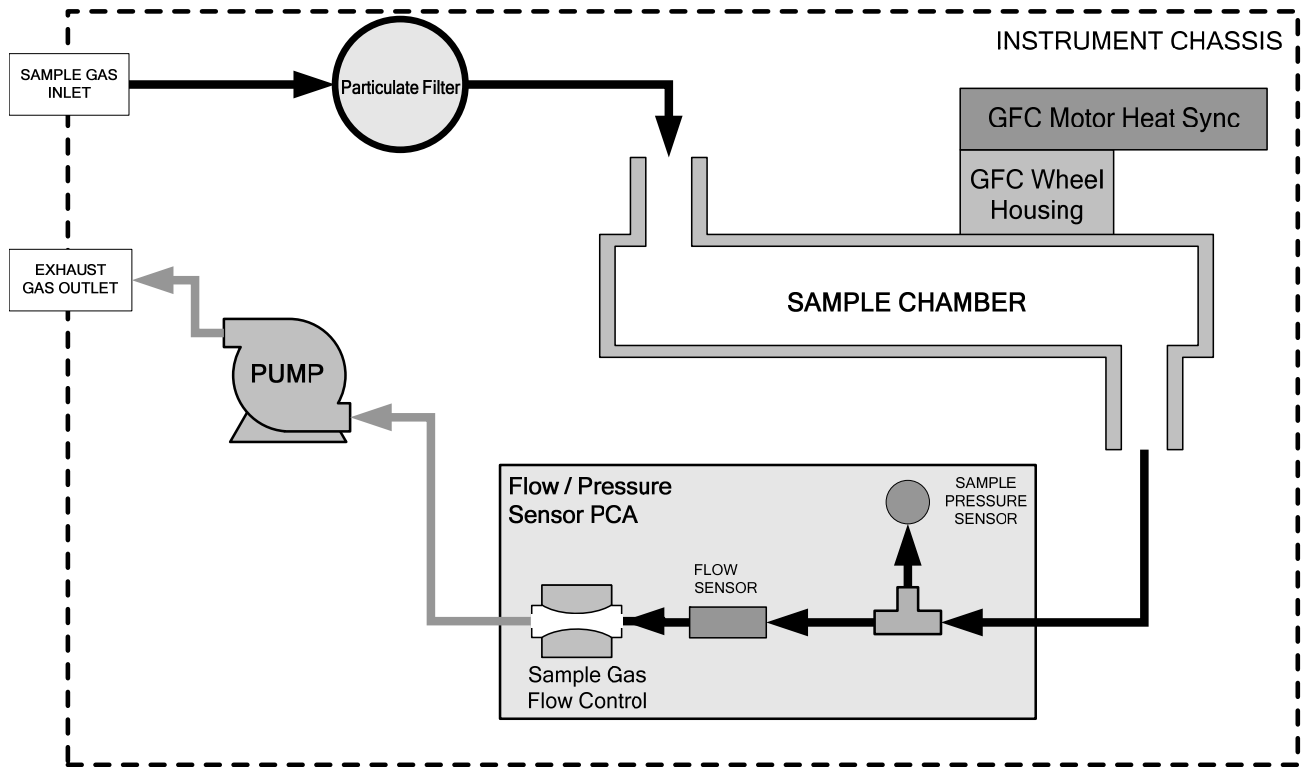 INSTRUMENT CHASSIS
SAMPLE GAS
INLET
Particulate Filter
GFC Motor Heat Sync
GFC Wheel
Housing
EXHAUST
GAS OUTLET
SAMPLE CHAMBER
PUMP
Flow / Pressure
Sensor PCA
SAMPLE
PRESSURE
SENSOR
FLOW
SENSOR
Sample Gas
Flow Control